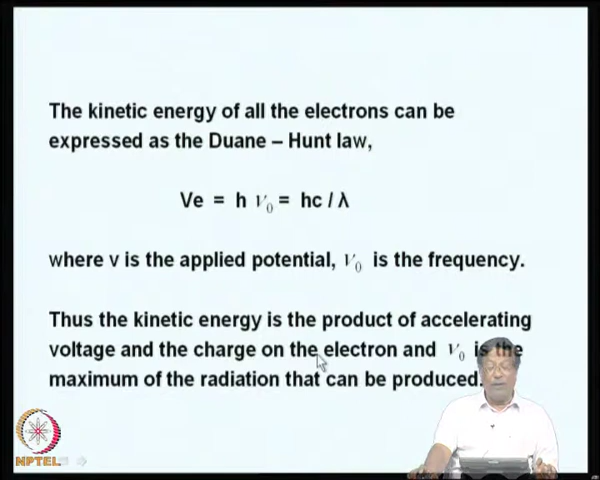 The kinetic energy of all the electrons can be
expressed as the Duane – Hunt law,
Ve = h ν₀ = hc / λ
where v is the applied potential, ν₀ is the frequency.
Thus the kinetic energy is the product of accelerating
voltage and the charge on the electron and ν₀ is the
maximum of the radiation that can be produced.
NPTEL